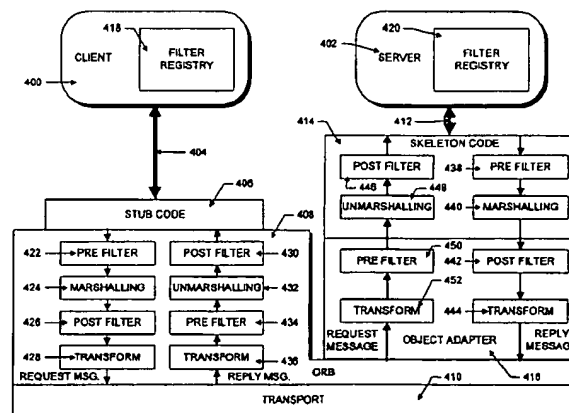 418
CLIENT
FILTER
REGISTRY
400
420
402
SERVER
FILTER
REGISTRY
404
412
414
SKELETON CODE
POST FILTER
446
PRE FILTER
438
UNMARSHALLING
448
MARSHALLING
440
406
STUB CODE
408
PRE FILTER
422
MARSHALLING
424
POST FILTER
426
TRANSFORM
428
REQUEST MSG.
POST FILTER
430
UNMARSHALLING
432
PRE FILTER
434
TRANSFORM
436
REPLY MSG.
PRE FILTER
450
POST FILTER
442
TRANSFORM
452
TRANSFORM
444
REQUEST
MESSAGE
REPLY
MESSAGE
OBJECT ADAPTER
416
ORB
410
TRANSPORT